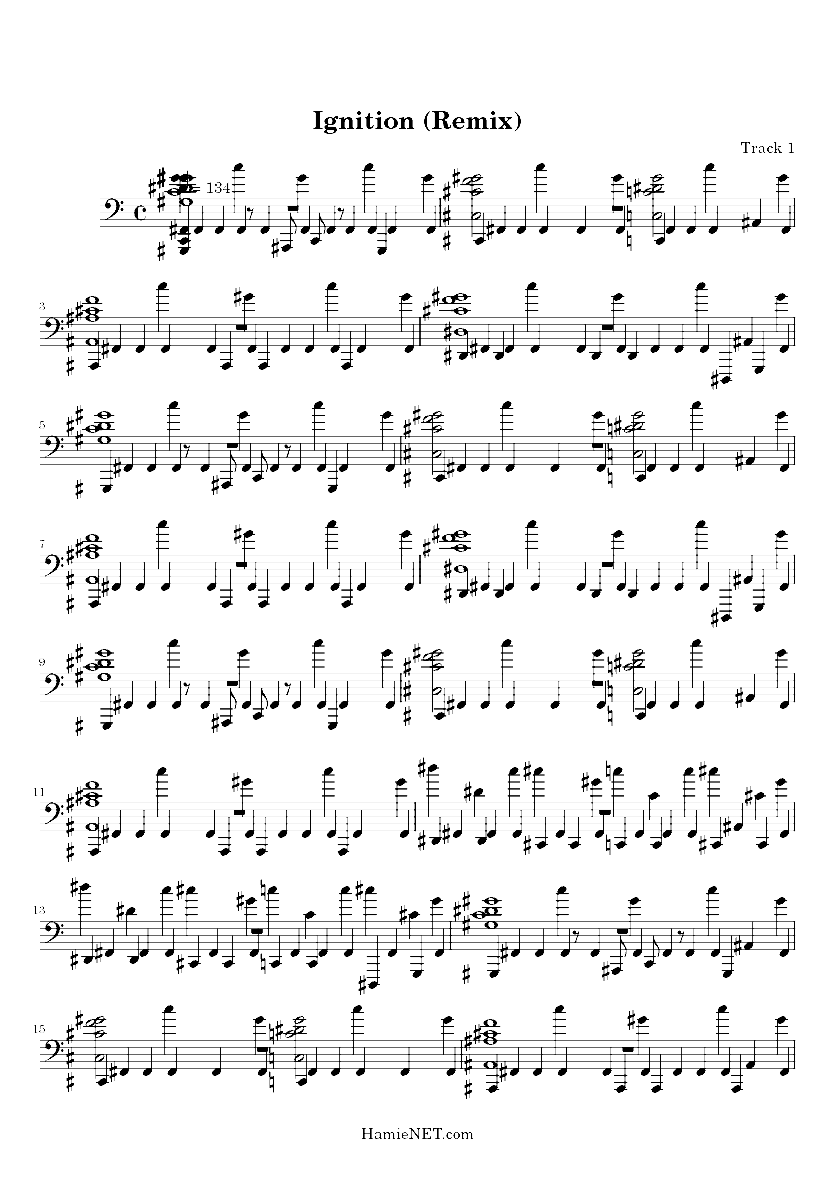 Ignition (Remix)
Track 1
= 134
3
5
7
9
11
13
15
HamieNET.com